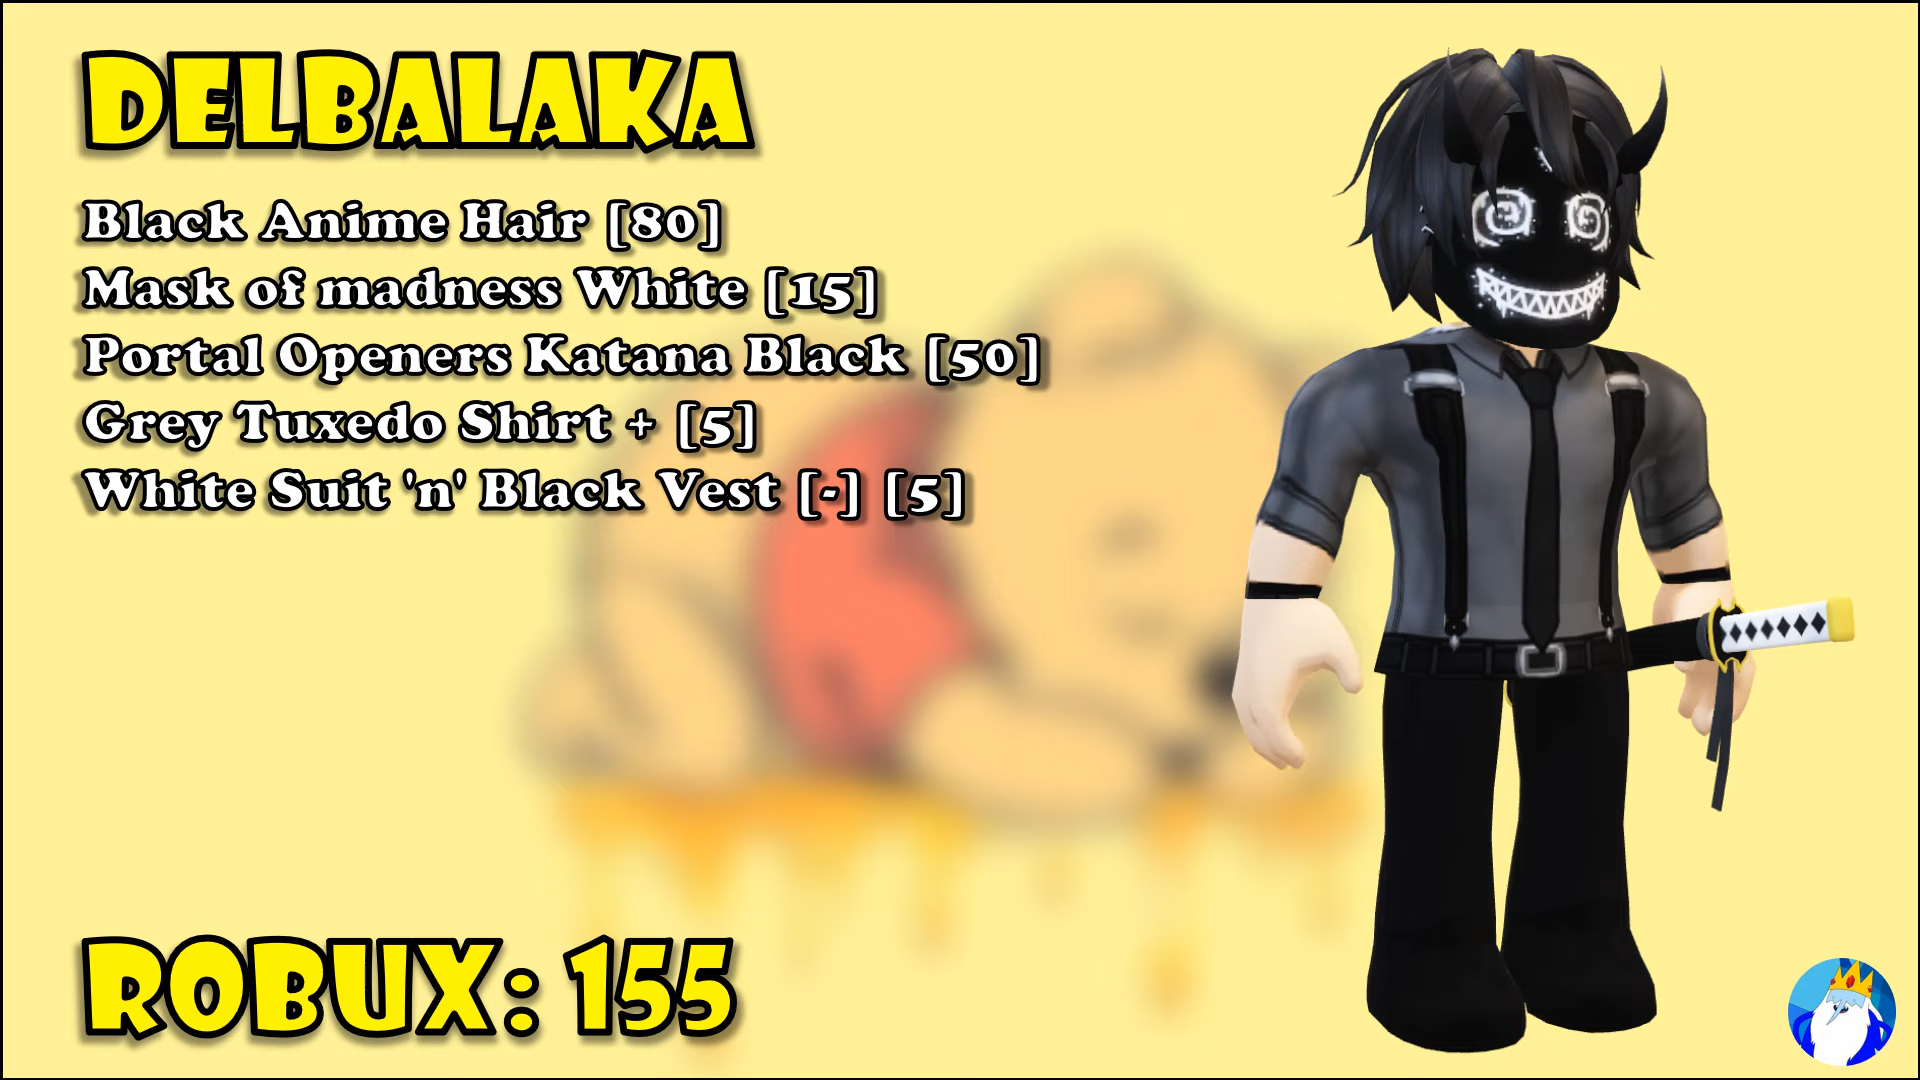 DELBALAKA
Black Anime Hair [80]
Mask of madness White [15]
Portal Openers Katana Black [50]
Grey Tuxedo Shirt + [5]
White Suit 'n' Black Vest [-] [5]
ROBUX: 155